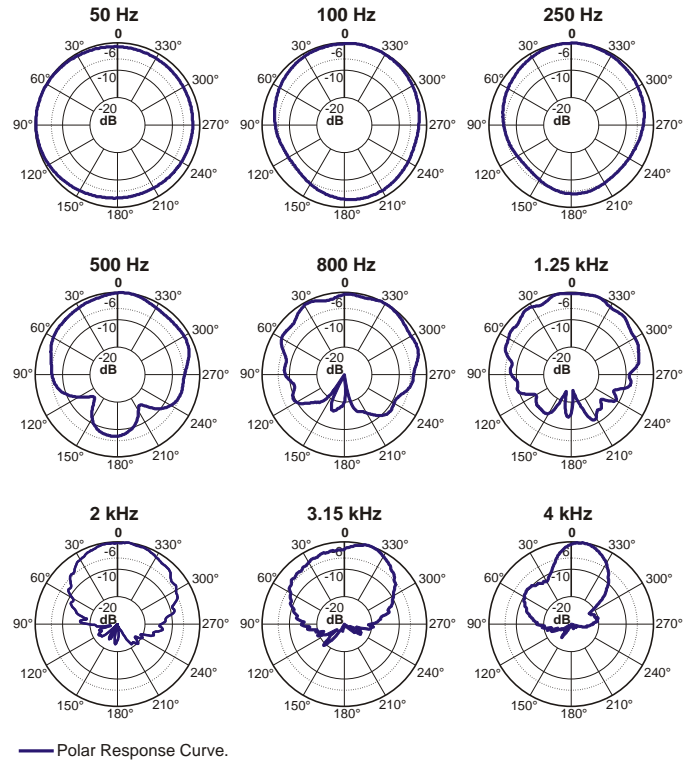 50 Hz 100 Hz 250 Hz
0 0 0
30° -6 330° 30° -6 330° 30° -6 330°
60° -10 300° 60° -10 300° 60° -10 300°
-20 -20 -20
90° dB 270° 90° dB 270° 90° dB 270°
120° 240° 120° 240° 120° 240°
150° 210° 150° 210° 150° 210°
180° 180° 180°
500 Hz 800 Hz 1.25 kHz
0 0 0
30° -6 330° 30° -6 330° 30° -6 330°
60° -10 300° 60° -10 300° 60° -10 300°
-20 -20 -20
90° dB 270° 90° dB 270° 90° dB 270°
120° 240° 120° 240° 120° 240°
150° 210° 150° 210° 150° 210°
180° 180° 180°
2 kHz 3.15 kHz 4 kHz
0 0 0
30° -6 330° 30° -6 330° 30° -6 330°
60° -10 300° 60° -10 300° 60° -10 300°
-20 -20 -20
90° dB 270° 90° dB 270° 90° dB 270°
120° 240° 120° 240° 120° 240°
150° 210° 150° 210° 150° 210°
180° 180° 180°
Polar Response Curve.